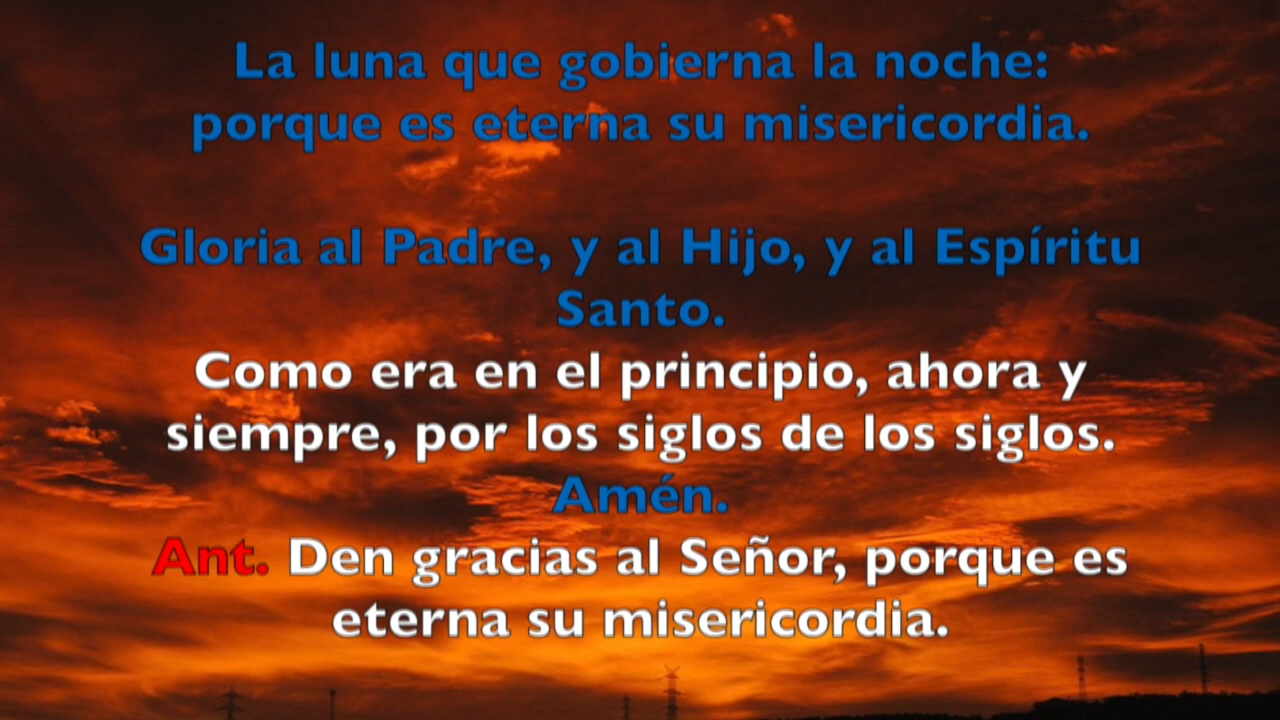 La luna que gobierna la noche:
porque es eterna su misericordia.
Gloria al Padre, y al Hijo, y al Espíritu
Santo.
Como era en el principio, ahora y
siempre, por los siglos de los siglos.
Amén.
Ant. Den gracias al Señor, porque es
eterna su misericordia.